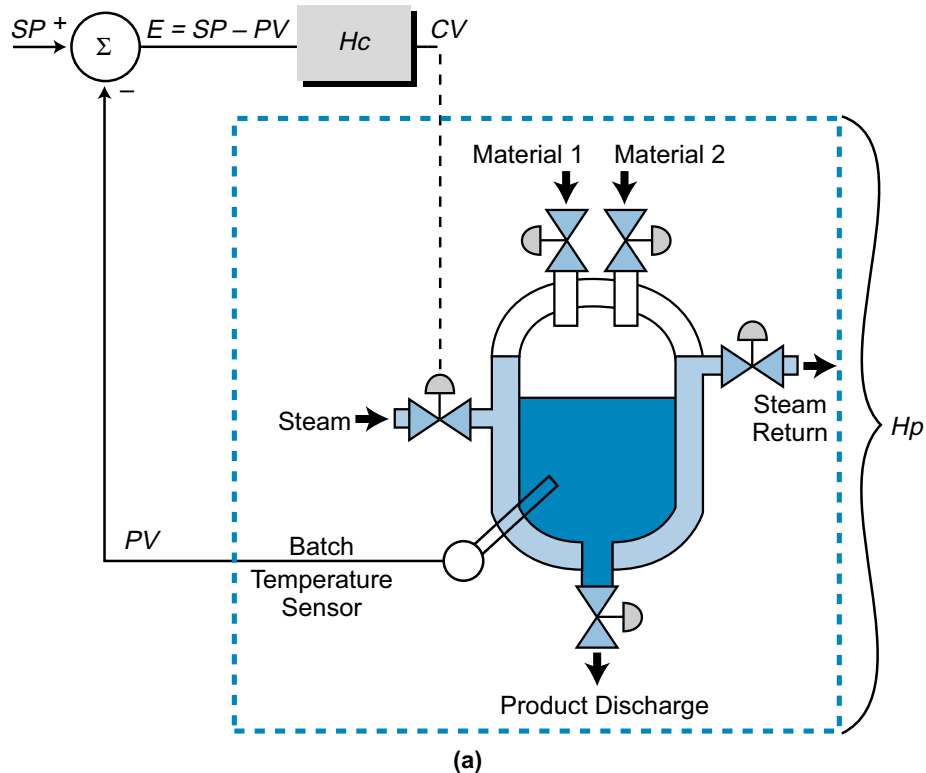 SP + E = SP – PV Hc CV
Σ
–
Material 1 Material 2
Steam
Steam
Return
Hp
PV
Batch
Temperature
Sensor
Product Discharge
(a)